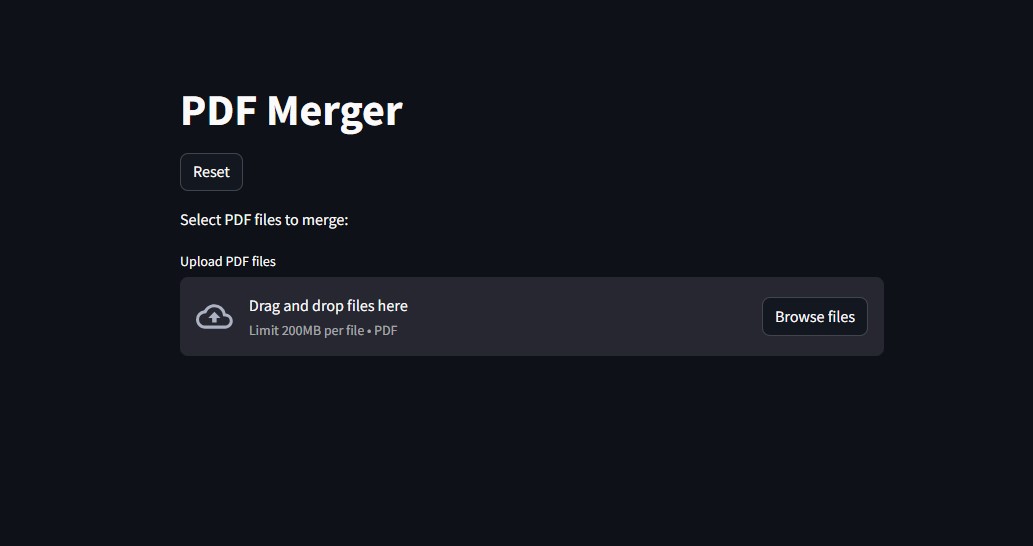 PDF Merger
Reset
Select PDF files to merge:
Upload PDF files
Drag and drop files here
Limit 200MB per file • PDF
Browse files